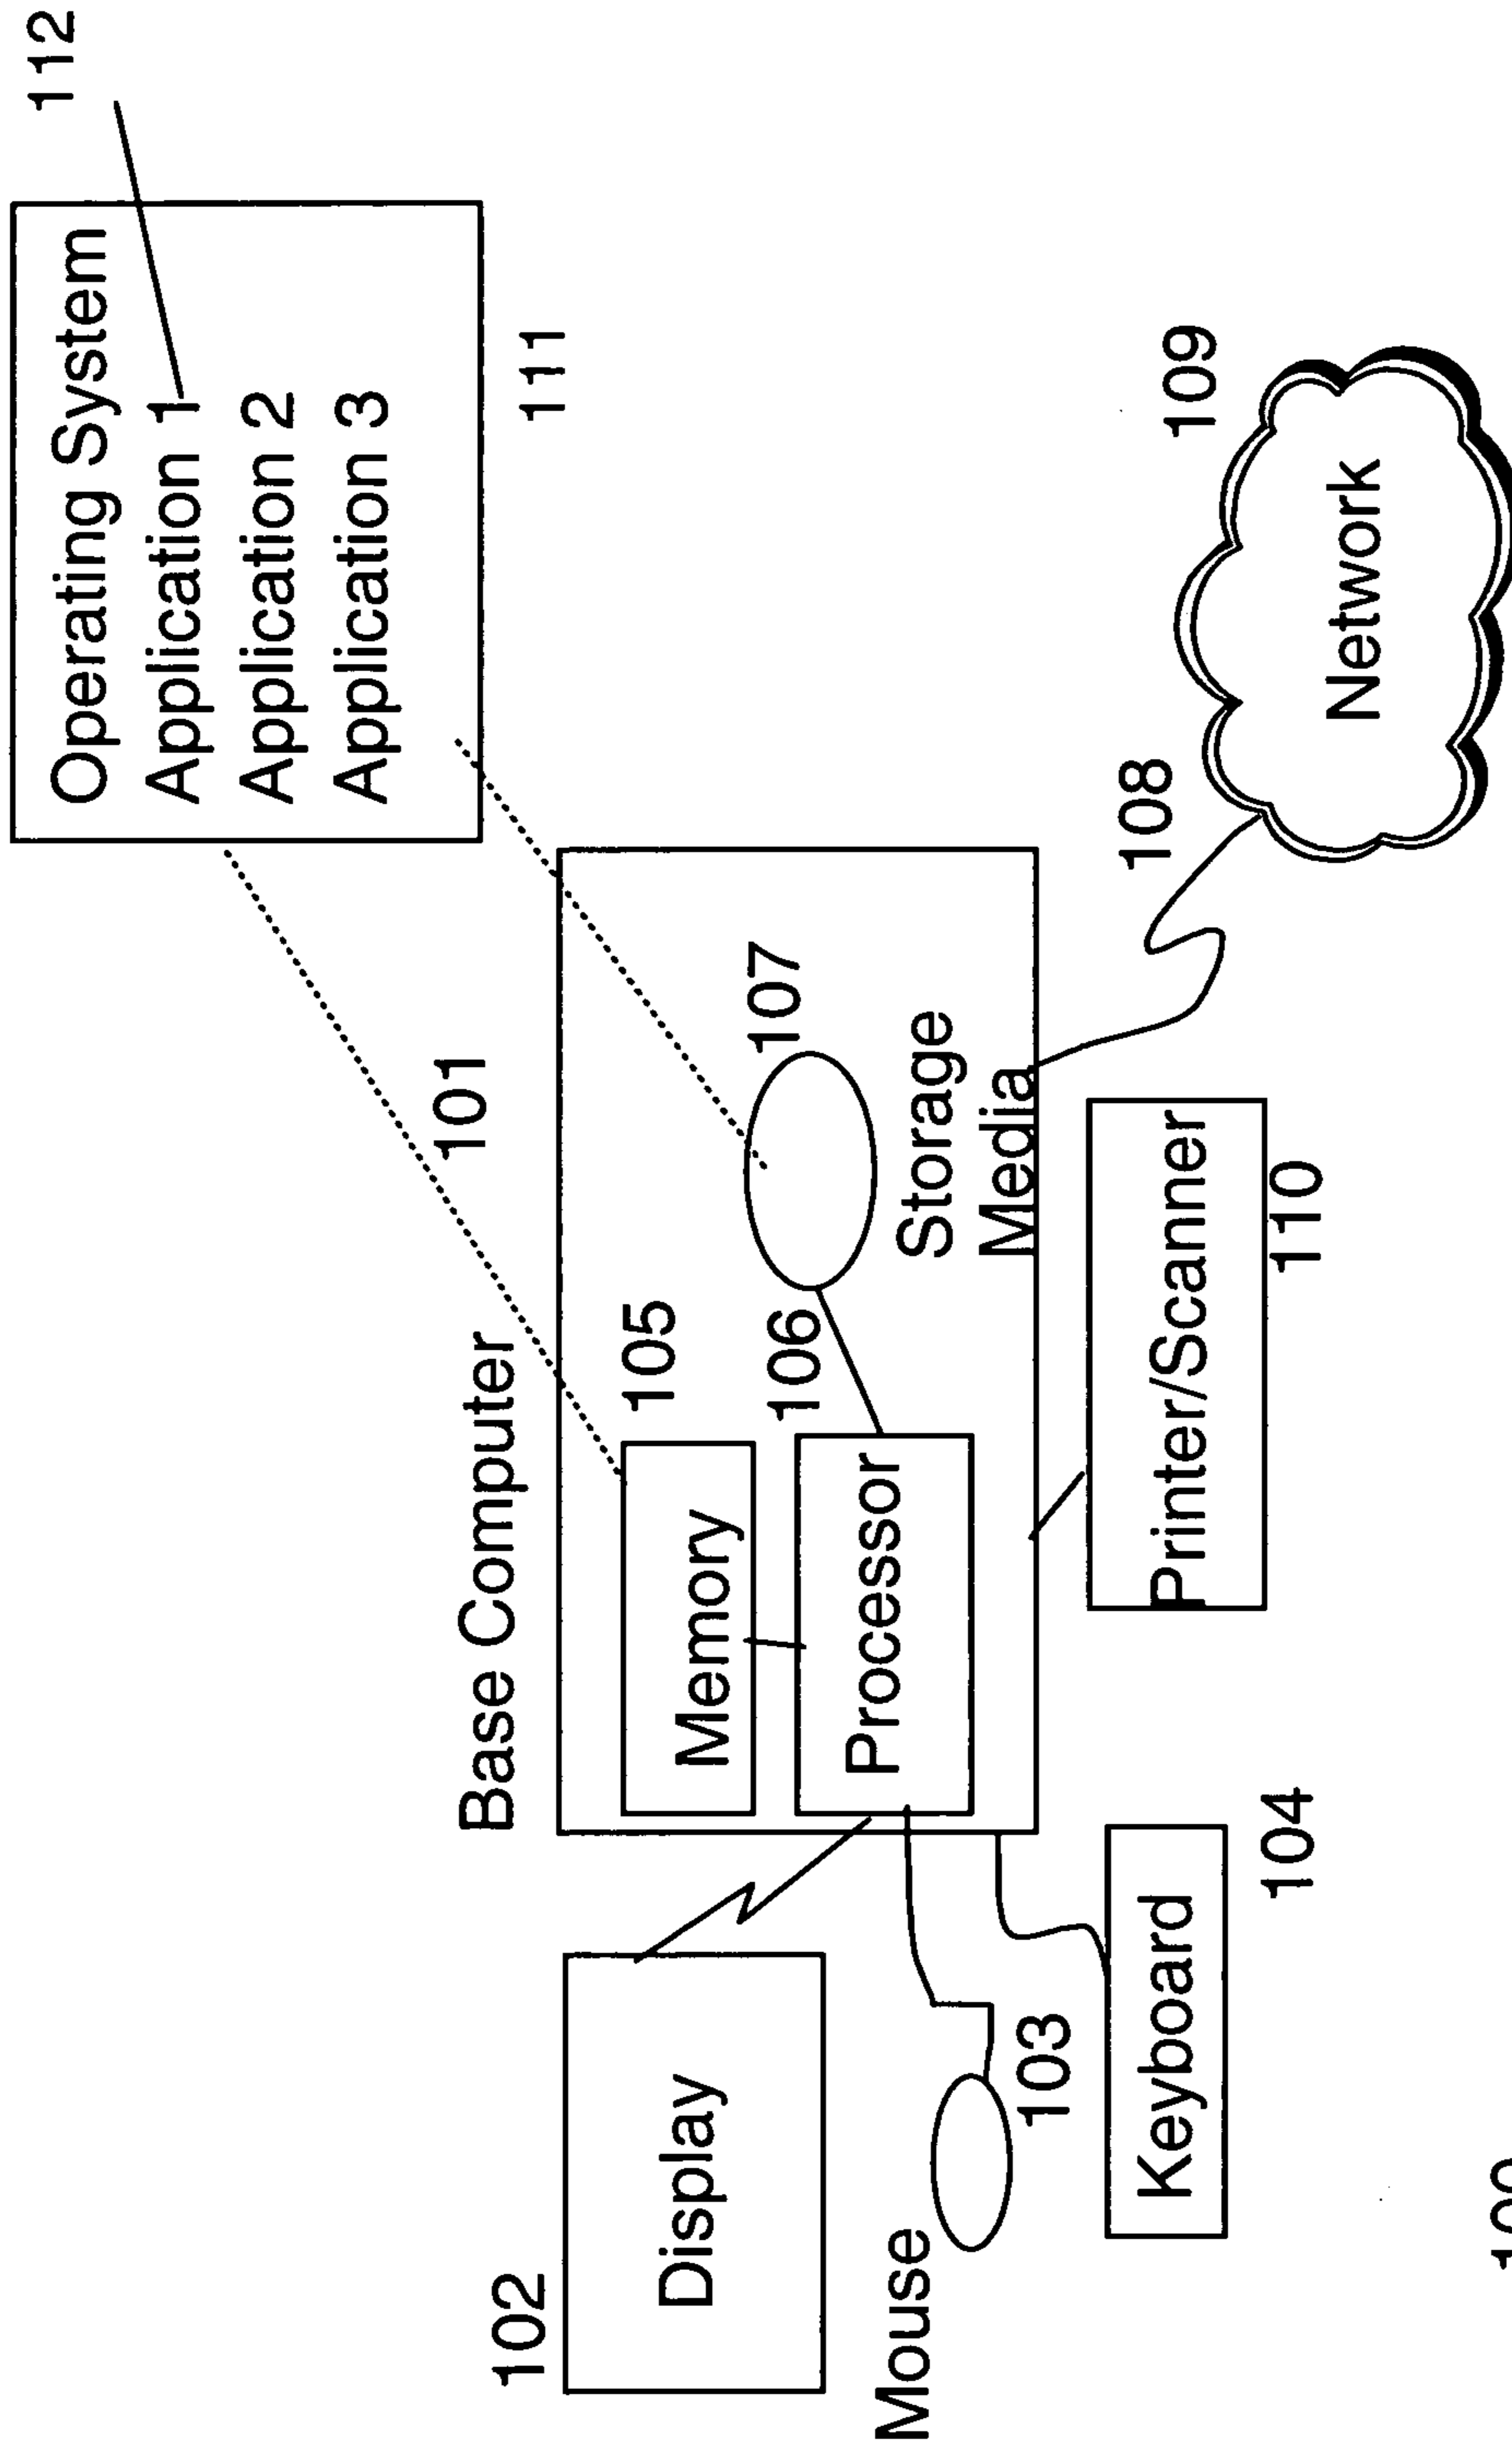 112
Operating System
Application 1
Application 2
Application 3
111
Base Computer
101
105
Memory
106
107
Processor
Storage
Media
102
Display
Mouse
103
Keyboard
104
Printer/Scanner
110
108
109
Network
100